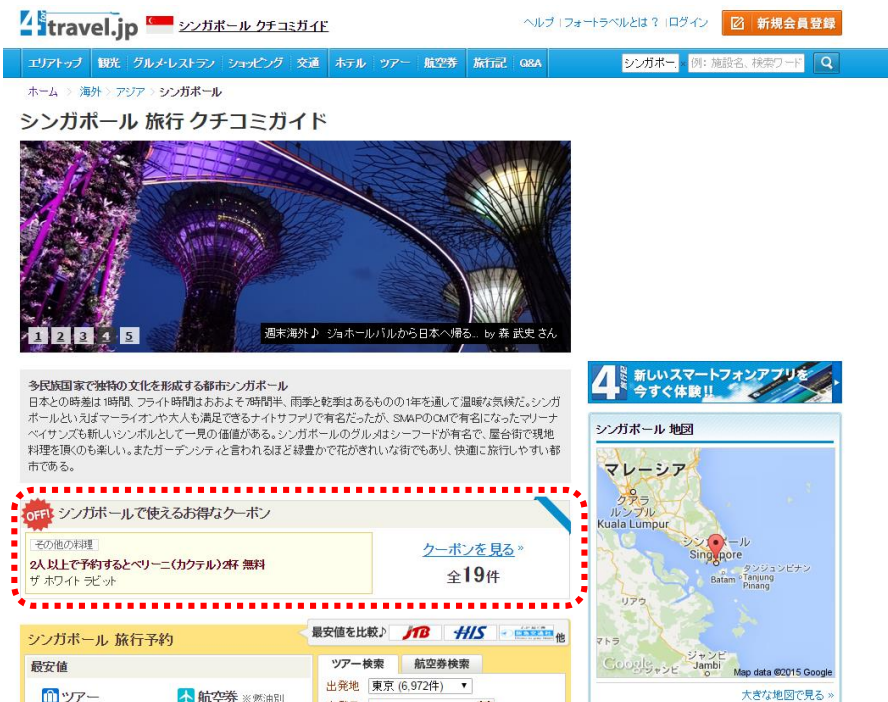 4travel.jp シンガポール クチコミガイド
ヘルプ フォートラベルとは？ ログイン 新規会員登録
エリアトップ 観光 グルメ・レストラン ショッピング 交通 ホテル ツアー 航空券 旅行記 Q&A シンガポー 例：施設名、検索ワード
ホーム > 海外 > アジア > シンガポール
シンガポール 旅行 クチコミガイド
1 2 3 4 5
週末海外♪ ジョホールバルから日本へ帰る... by 森 武史 さん
多民族国家で独特の文化を形成する都市シンガポール
日本との時差は1時間、フライト時間はおおよそ7時間半、雨季と乾季はあるものの1年を通して温暖な気候だ。シンガ
ポールといえばマーライオンや大人も満足できるナイトサファリで有名だったが、SMAPのCMで有名になったマリーナ
ベイサンズも新しいシンボルとして一見の価値がある。シンガポールのグルメはシーフードが有名で、屋台街で現地
料理を頂くのも楽しい。またガーデンシティと言われるほど緑豊かで花がきれいな街でもあり、快適に旅行しやすい都
市である。
OFF! シンガポールで使えるお得なクーポン
その他の料理
2人以上で予約するとベリーニ(カクテル)2杯 無料
ザ ホワイト ラビット
クーポンを見る »
全19件
シンガポール 旅行予約
最安値を比較♪ JTB HIS 他
最安値
ツアー
航空券 ※燃油別
ツアー検索 航空券検索
出発地 東京 (6,972件)
4 旅行記 新しいスマートフォンアプリを
今すぐ体験!!
シンガポール 地図
マレーシア
クアラ
ルンプル
Kuala Lumpur
シンガポール
Singapore
タンジュンピナン
Batam Tanjung
Pinang
リアウ
ジャンビ
Jambi
Google
Map data ©2015 Google
大きな地図で見る »